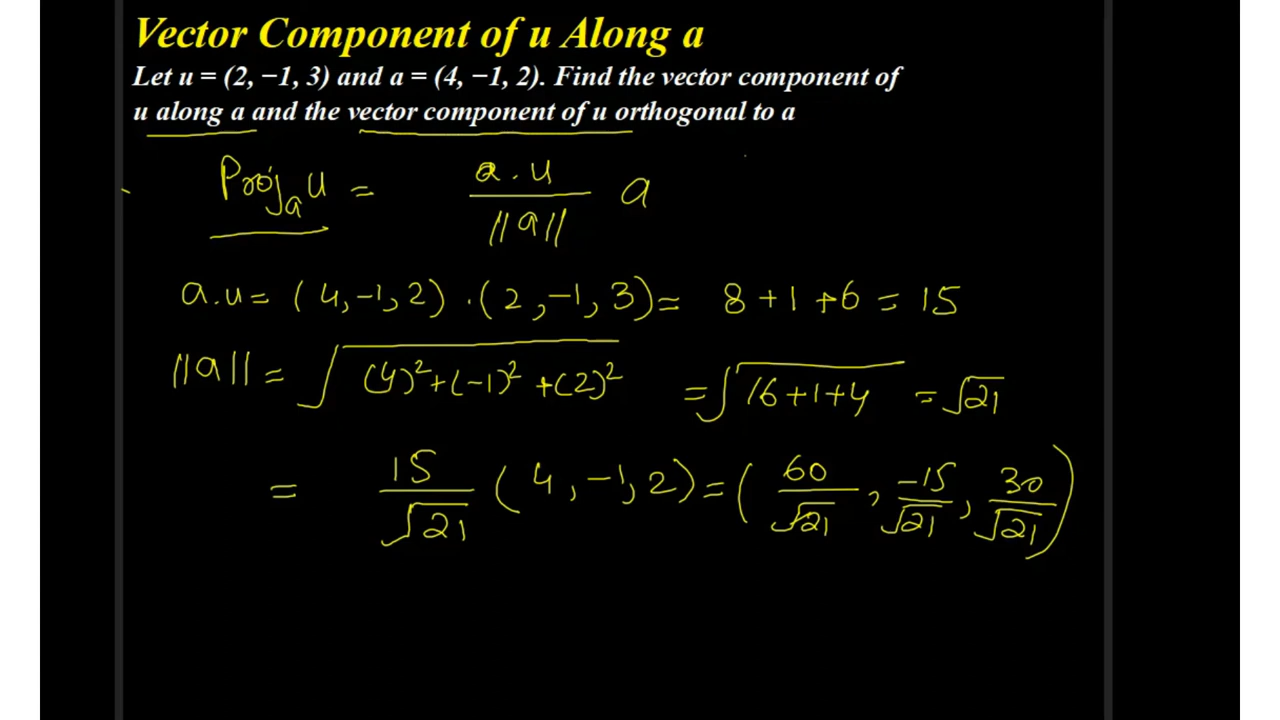 Vector Component of u Along a
Let u = (2, −1, 3) and a = (4, −1, 2). Find the vector component of
u along a and the vector component of u orthogonal to a
Proj_a u = a . u / ||a|| a
a.u = (4, -1, 2) . (2, -1, 3) = 8 + 1 + 6 = 15
||a|| = √((4)² + (-1)² + (2)²) = √(16+1+4) = √21
= 15/√21 (4, -1, 2) = (60/√21, -15/√21, 30/√21)